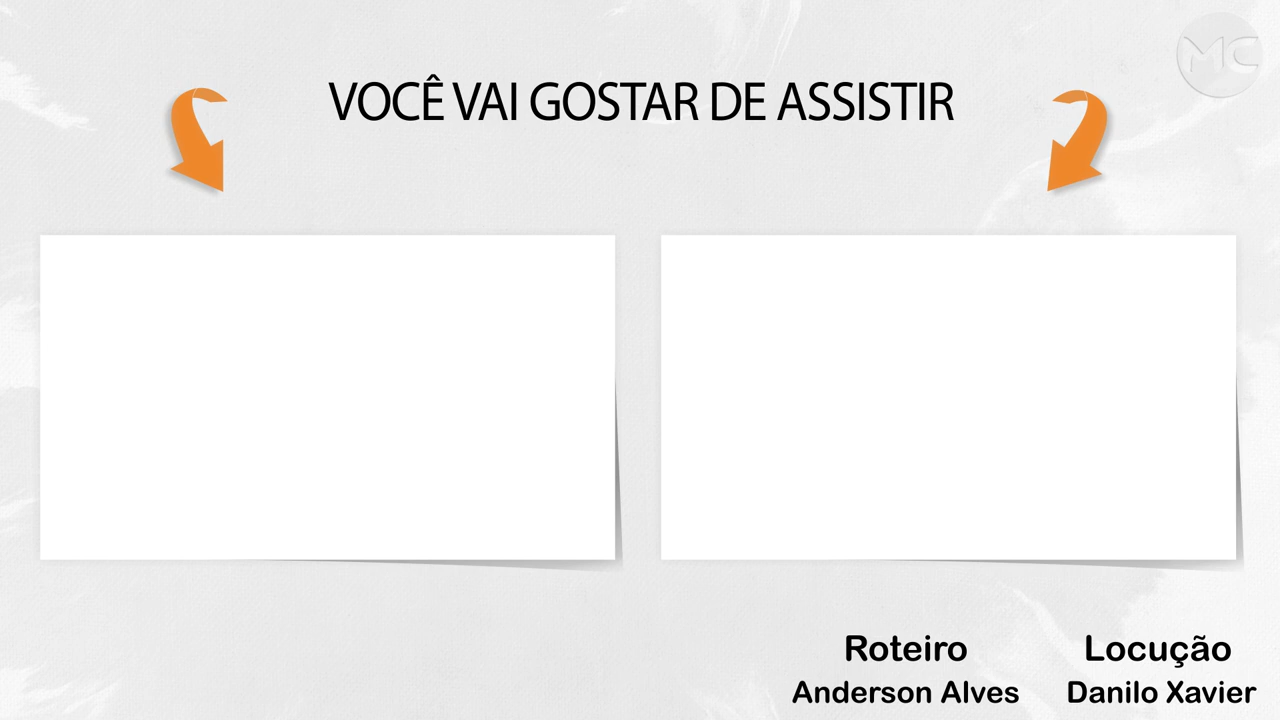 MC
VOCÊ VAI GOSTAR DE ASSISTIR
Roteiro
Anderson Alves
Locução
Danilo Xavier